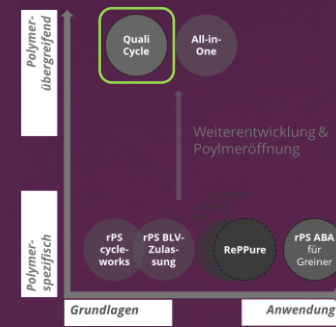 Polymer-
übergreifend
Quali
Cycle
All-in-
One
Weiterentwicklung &
Poylmeröffnung
Polymer-
spezifisch
rPS
cycle-
works
rPS BLV-
Zulas-
sung
RePPure
rPS ABA
für
Greiner
Grundlagen
Anwendung